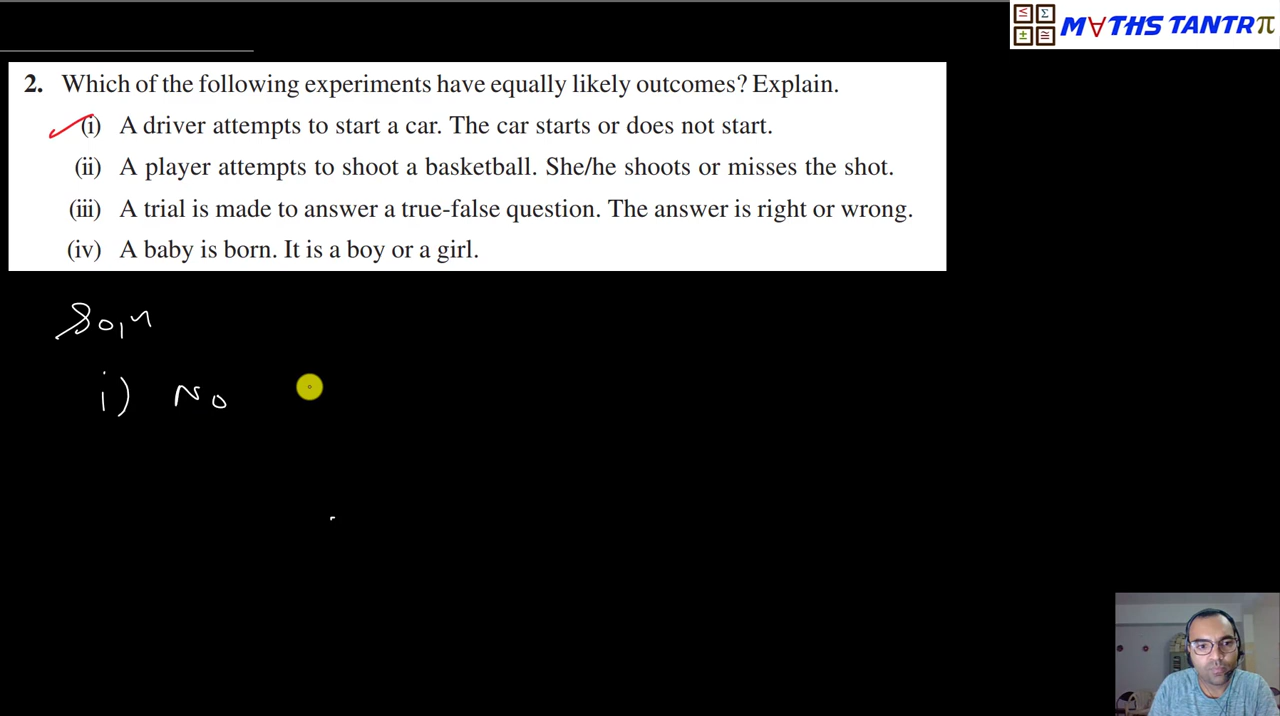 ≤ Σ ± ≅ M∀THS TANTRπ
2. Which of the following experiments have equally likely outcomes? Explain.
(i) A driver attempts to start a car. The car starts or does not start.
(ii) A player attempts to shoot a basketball. She/he shoots or misses the shot.
(iii) A trial is made to answer a true-false question. The answer is right or wrong.
(iv) A baby is born. It is a boy or a girl.
Soln
i) No